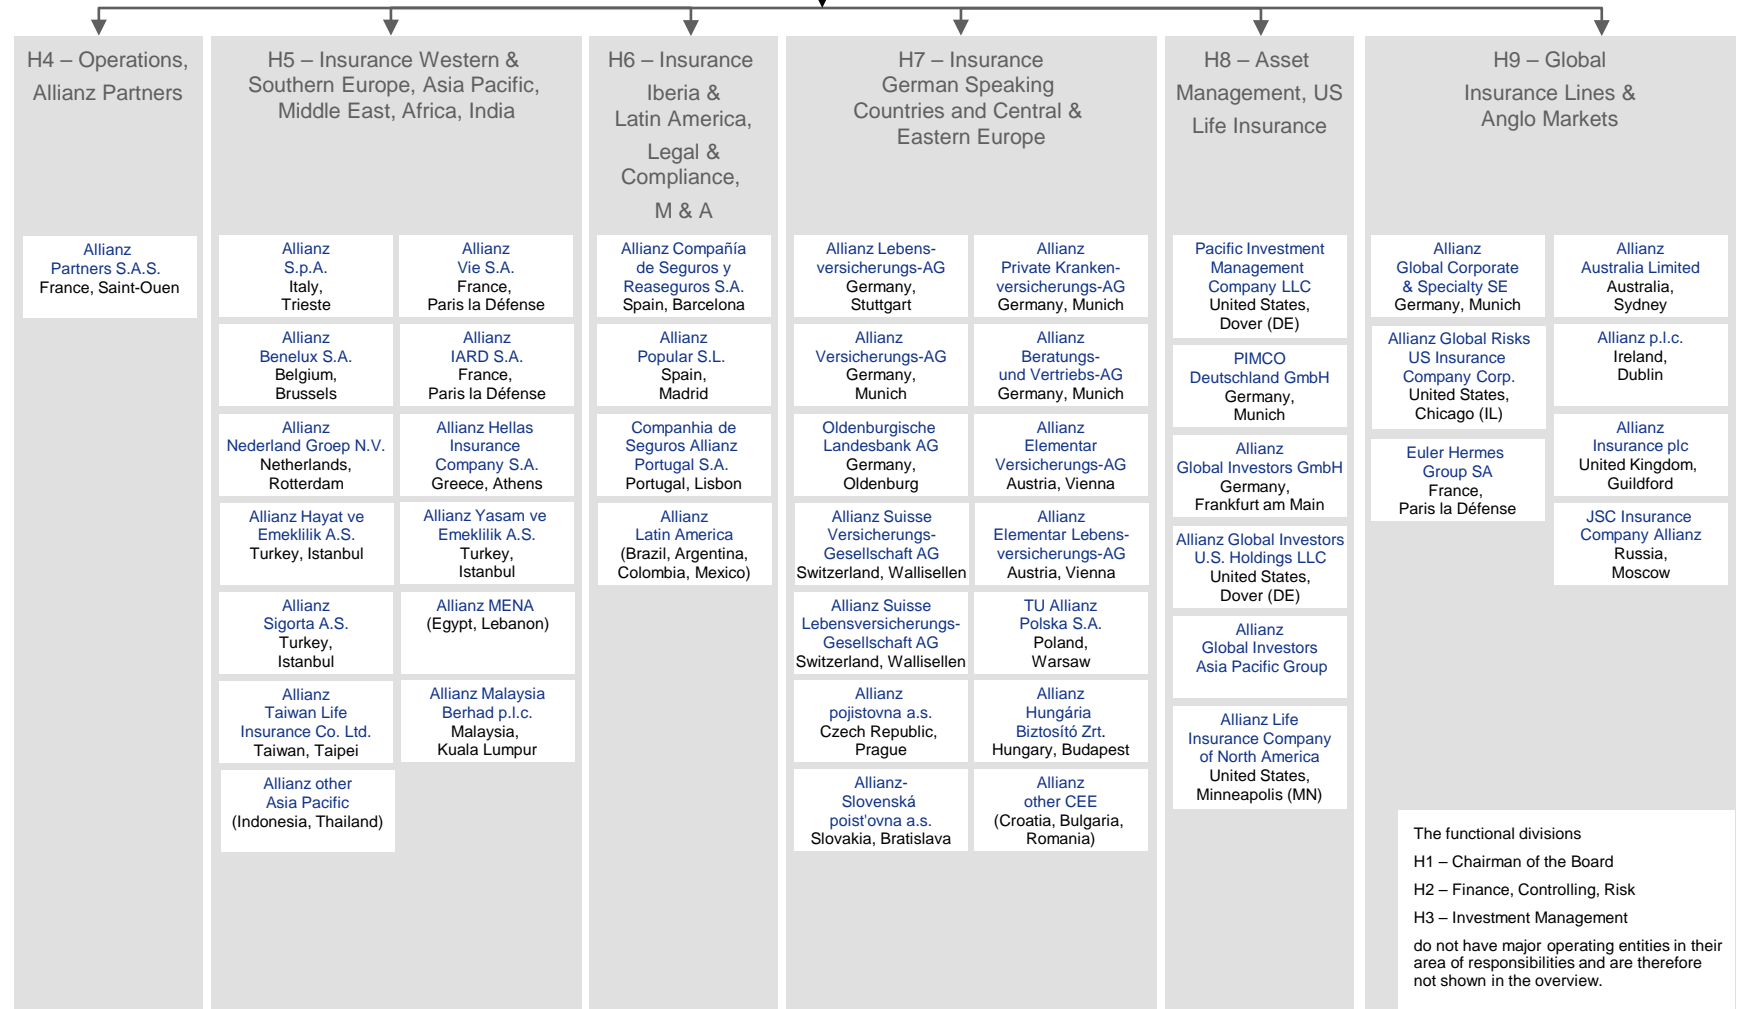 H4 – Operations,
Allianz Partners
H5 – Insurance Western &
Southern Europe, Asia Pacific,
Middle East, Africa, India
H6 – Insurance
Iberia &
Latin America,
Legal &
Compliance,
M & A
H7 – Insurance
German Speaking
Countries and Central &
Eastern Europe
H8 – Asset
Management, US
Life Insurance
H9 – Global
Insurance Lines &
Anglo Markets
Allianz
Partners S.A.S.
France, Saint-Ouen
Allianz
S.p.A.
Italy,
Trieste
Allianz
Vie S.A.
France,
Paris la Défense
Allianz
Benelux S.A.
Belgium,
Brussels
Allianz
IARD S.A.
France,
Paris la Défense
Allianz
Nederland Groep N.V.
Netherlands,
Rotterdam
Allianz Hellas
Insurance
Company S.A.
Greece, Athens
Allianz Hayat ve
Emeklilik A.S.
Turkey, Istanbul
Allianz Yasam ve
Emeklilik A.S.
Turkey,
Istanbul
Allianz
Sigorta A.S.
Turkey,
Istanbul
Allianz MENA
(Egypt, Lebanon)
Allianz
Taiwan Life
Insurance Co. Ltd.
Taiwan, Taipei
Allianz Malaysia
Berhad p.l.c.
Malaysia,
Kuala Lumpur
Allianz other
Asia Pacific
(Indonesia, Thailand)
Allianz Compañía
de Seguros y
Reaseguros S.A.
Spain, Barcelona
Allianz
Popular S.L.
Spain,
Madrid
Companhia de
Seguros Allianz
Portugal S.A.
Portugal, Lisbon
Allianz
Latin America
(Brazil, Argentina,
Colombia, Mexico)
Allianz Lebens-
versicherungs-AG
Germany,
Stuttgart
Allianz
Private Kranken-
versicherungs-AG
Germany, Munich
Allianz
Versicherungs-AG
Germany,
Munich
Allianz
Beratungs-
und Vertriebs-AG
Germany, Munich
Oldenburgische
Landesbank AG
Germany,
Oldenburg
Allianz
Elementar
Versicherungs-AG
Austria, Vienna
Allianz Suisse
Versicherungs-
Gesellschaft AG
Switzerland, Wallisellen
Allianz
Elementar Lebens-
versicherungs-AG
Austria, Vienna
Allianz Suisse
Lebensversicherungs-
Gesellschaft AG
Switzerland, Wallisellen
TU Allianz
Polska S.A.
Poland,
Warsaw
Allianz
pojistovna a.s.
Czech Republic,
Prague
Allianz
Hungária
Biztosító Zrt.
Hungary, Budapest
Allianz-
Slovenská
poist'ovna a.s.
Slovakia, Bratislava
Allianz
other CEE
(Croatia, Bulgaria,
Romania)
Pacific Investment
Management
Company LLC
United States,
Dover (DE)
PIMCO
Deutschland GmbH
Germany,
Munich
Allianz
Global Investors GmbH
Germany,
Frankfurt am Main
Allianz Global Investors
U.S. Holdings LLC
United States,
Dover (DE)
Allianz
Global Investors
Asia Pacific Group
Allianz Life
Insurance Company
of North America
United States,
Minneapolis (MN)
Allianz
Global Corporate
& Specialty SE
Germany, Munich
Allianz
Australia Limited
Australia,
Sydney
Allianz Global Risks
US Insurance
Company Corp.
United States,
Chicago (IL)
Allianz p.l.c.
Ireland,
Dublin
Euler Hermes
Group SA
France,
Paris la Défense
Allianz
Insurance plc
United Kingdom,
Guildford
JSC Insurance
Company Allianz
Russia,
Moscow
The functional divisions
H1 – Chairman of the Board
H2 – Finance, Controlling, Risk
H3 – Investment Management
do not have major operating entities in their
area of responsibilities and are therefore
not shown in the overview.